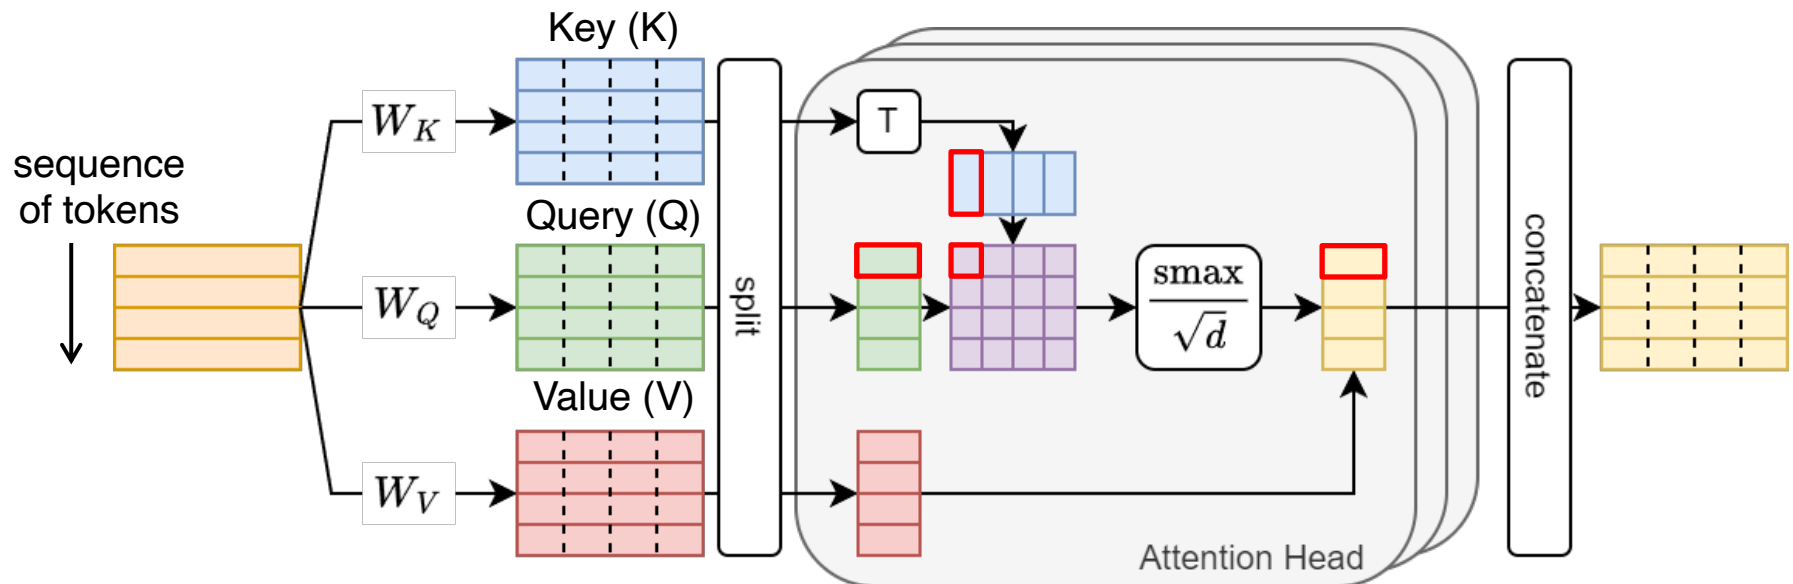 Key (K)
sequence
of tokens
W_K
T
Query (Q)
W_Q
split
smax
√d
concatenate
Value (V)
W_V
Attention Head